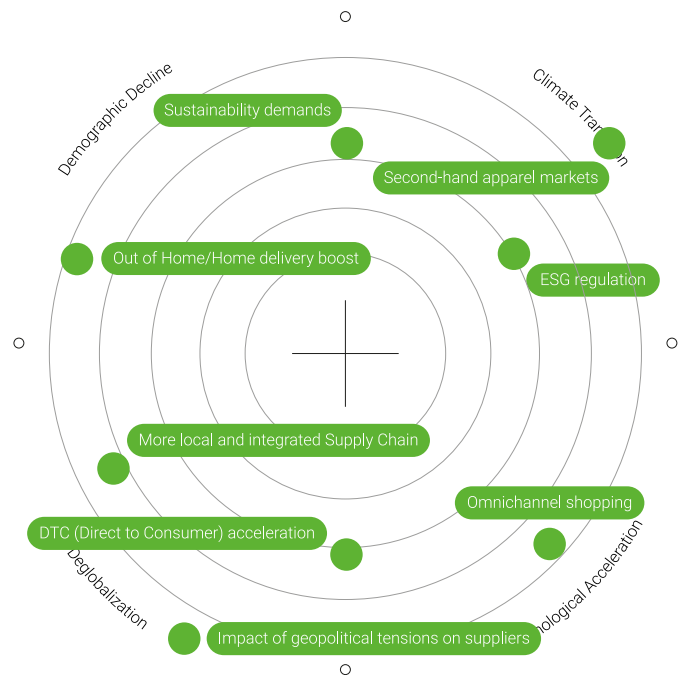 Demographic Decline
Climate
Sustainability demands
Second-hand apparel markets
Out of Home/Home delivery boost
ESG regulation
More local and integrated Supply Chain
Omnichannel shopping
DTC (Direct to Consumer) acceleration
Deglobalization
Acceleration
Impact of geopolitical tensions on suppliers